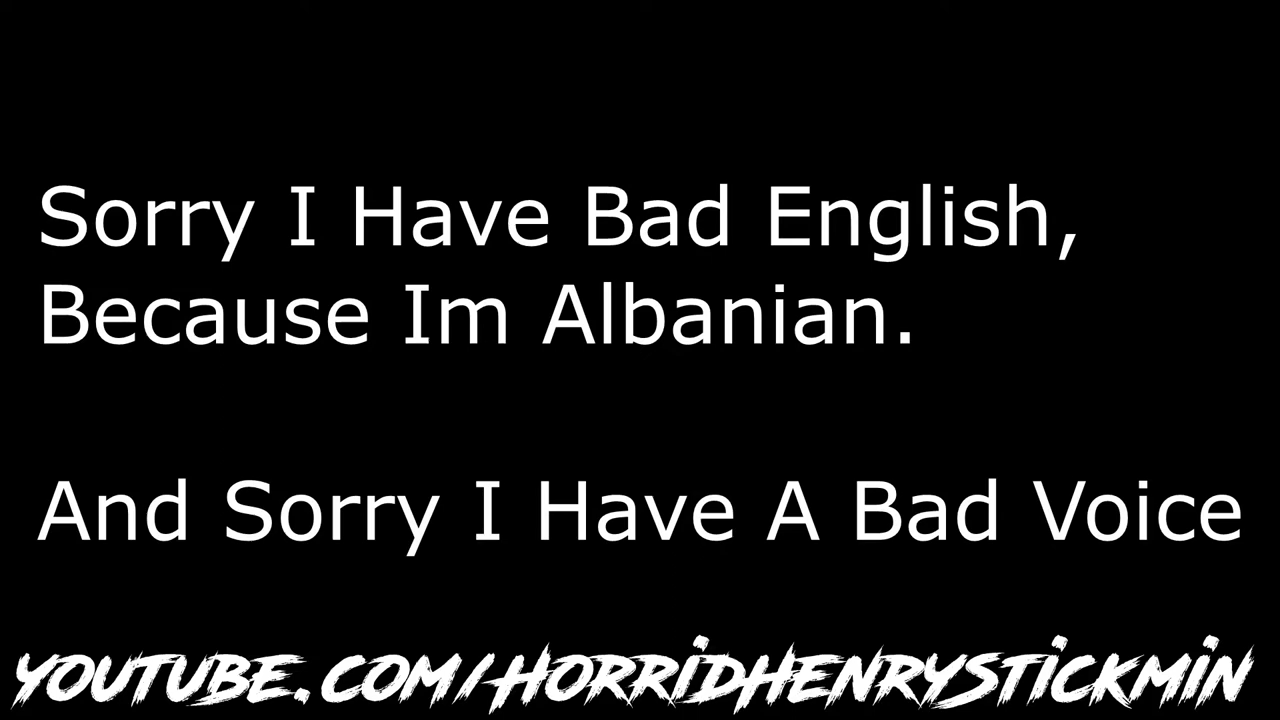 Sorry I Have Bad English,
Because Im Albanian.
And Sorry I Have A Bad Voice
YOUTUBE.COM/HORRiDHENRYSTiCKMiN